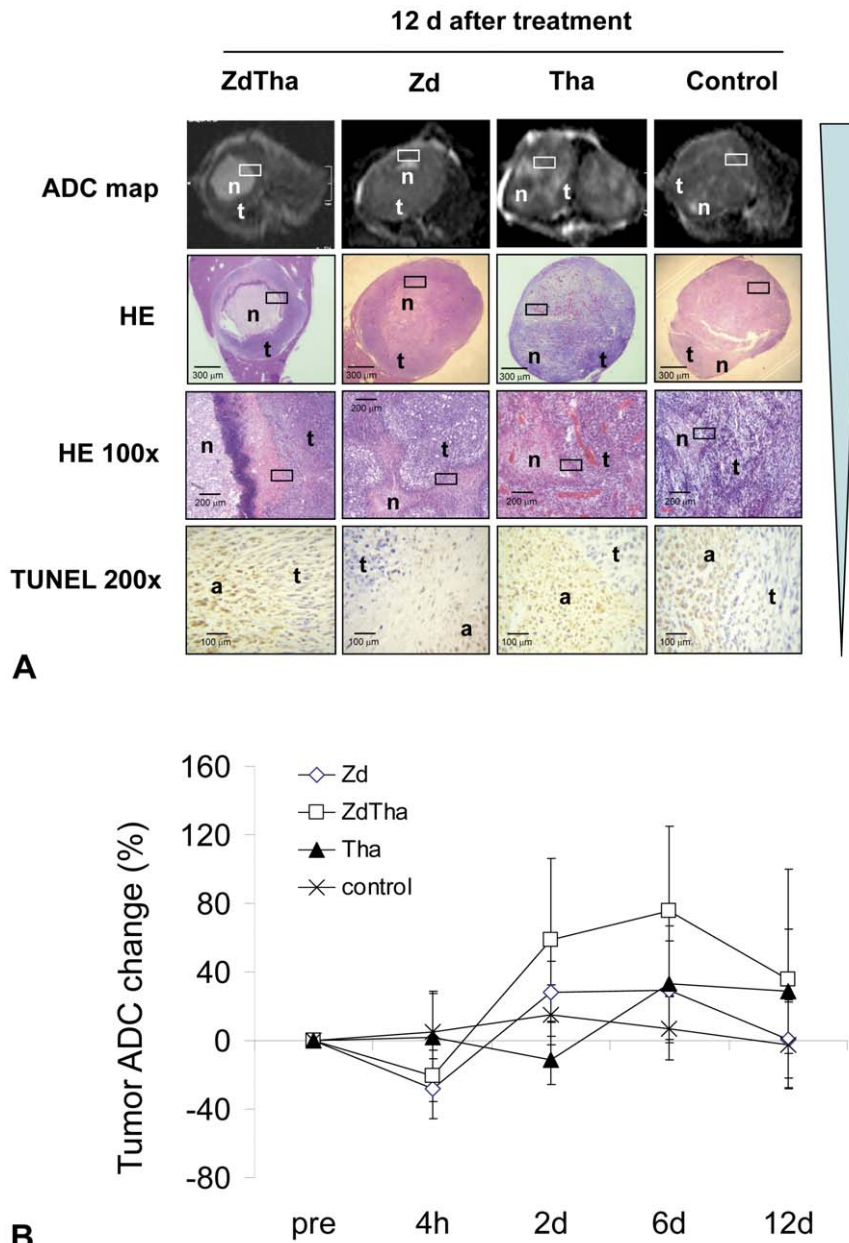 12 d after treatment
ZdTha Zd Tha Control
ADC map
n t n t n t t n
HE
n t n t n t t n
300 µm 300 µm 300 µm 300 µm
HE 100x
200 µm
n t t n n t n t
200 µm 200 µm 200 µm
TUNEL 200x
a t t a t a a t
100 µm 100 µm 100 µm 100 µm
A
160
120
80
40
0
-40
-80
Tumor ADC change (%)
Zd
ZdTha
Tha
control
pre 4h 2d 6d 12d
B